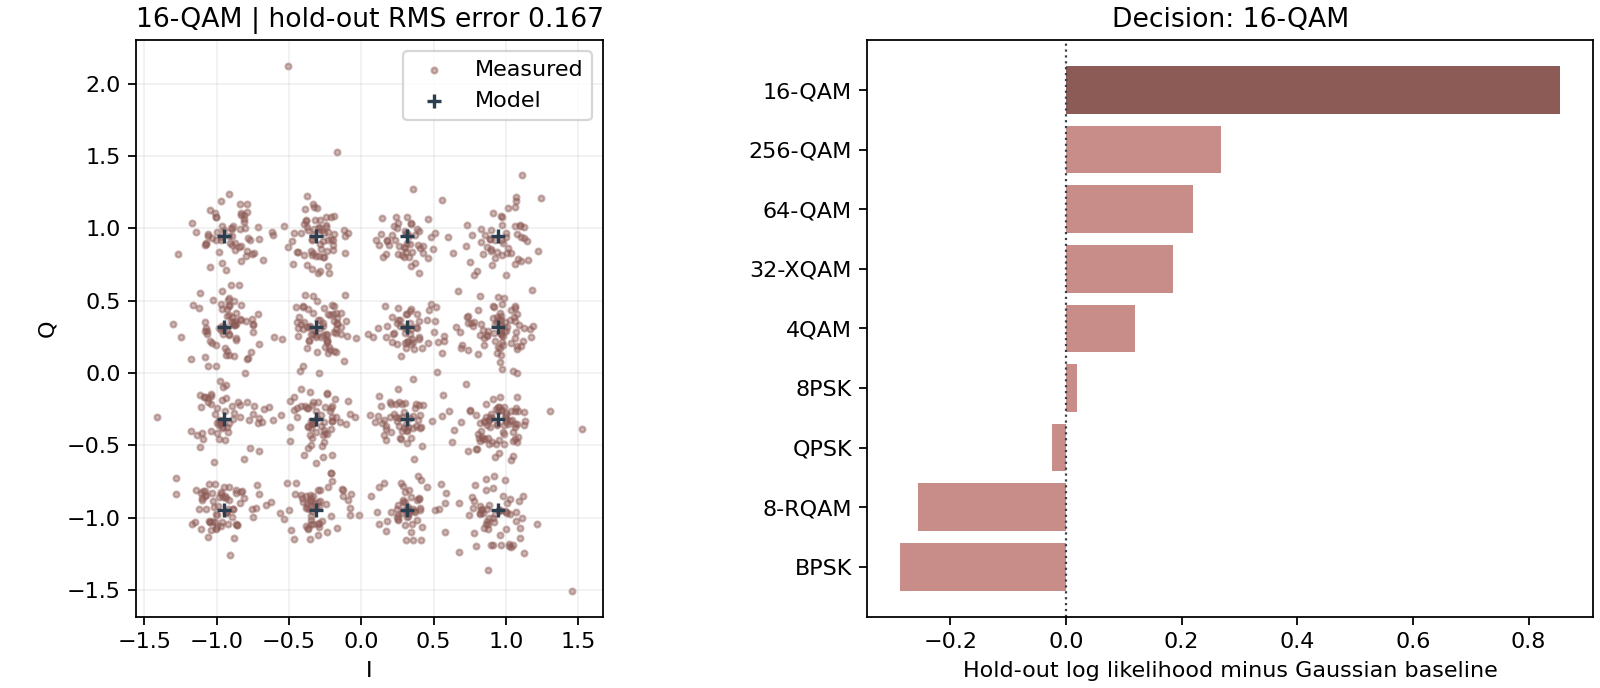 16-QAM | hold-out RMS error 0.167
Measured
Model
2.0
1.5
1.0
0.5
0.0
−0.5
−1.0
−1.5
Q
−1.5
−1.0
−0.5
0.0
0.5
1.0
1.5
I
Decision: 16-QAM
16-QAM
256-QAM
64-QAM
32-XQAM
4QAM
8PSK
QPSK
8-RQAM
BPSK
−0.2
0.0
0.2
0.4
0.6
0.8
Hold-out log likelihood minus Gaussian baseline